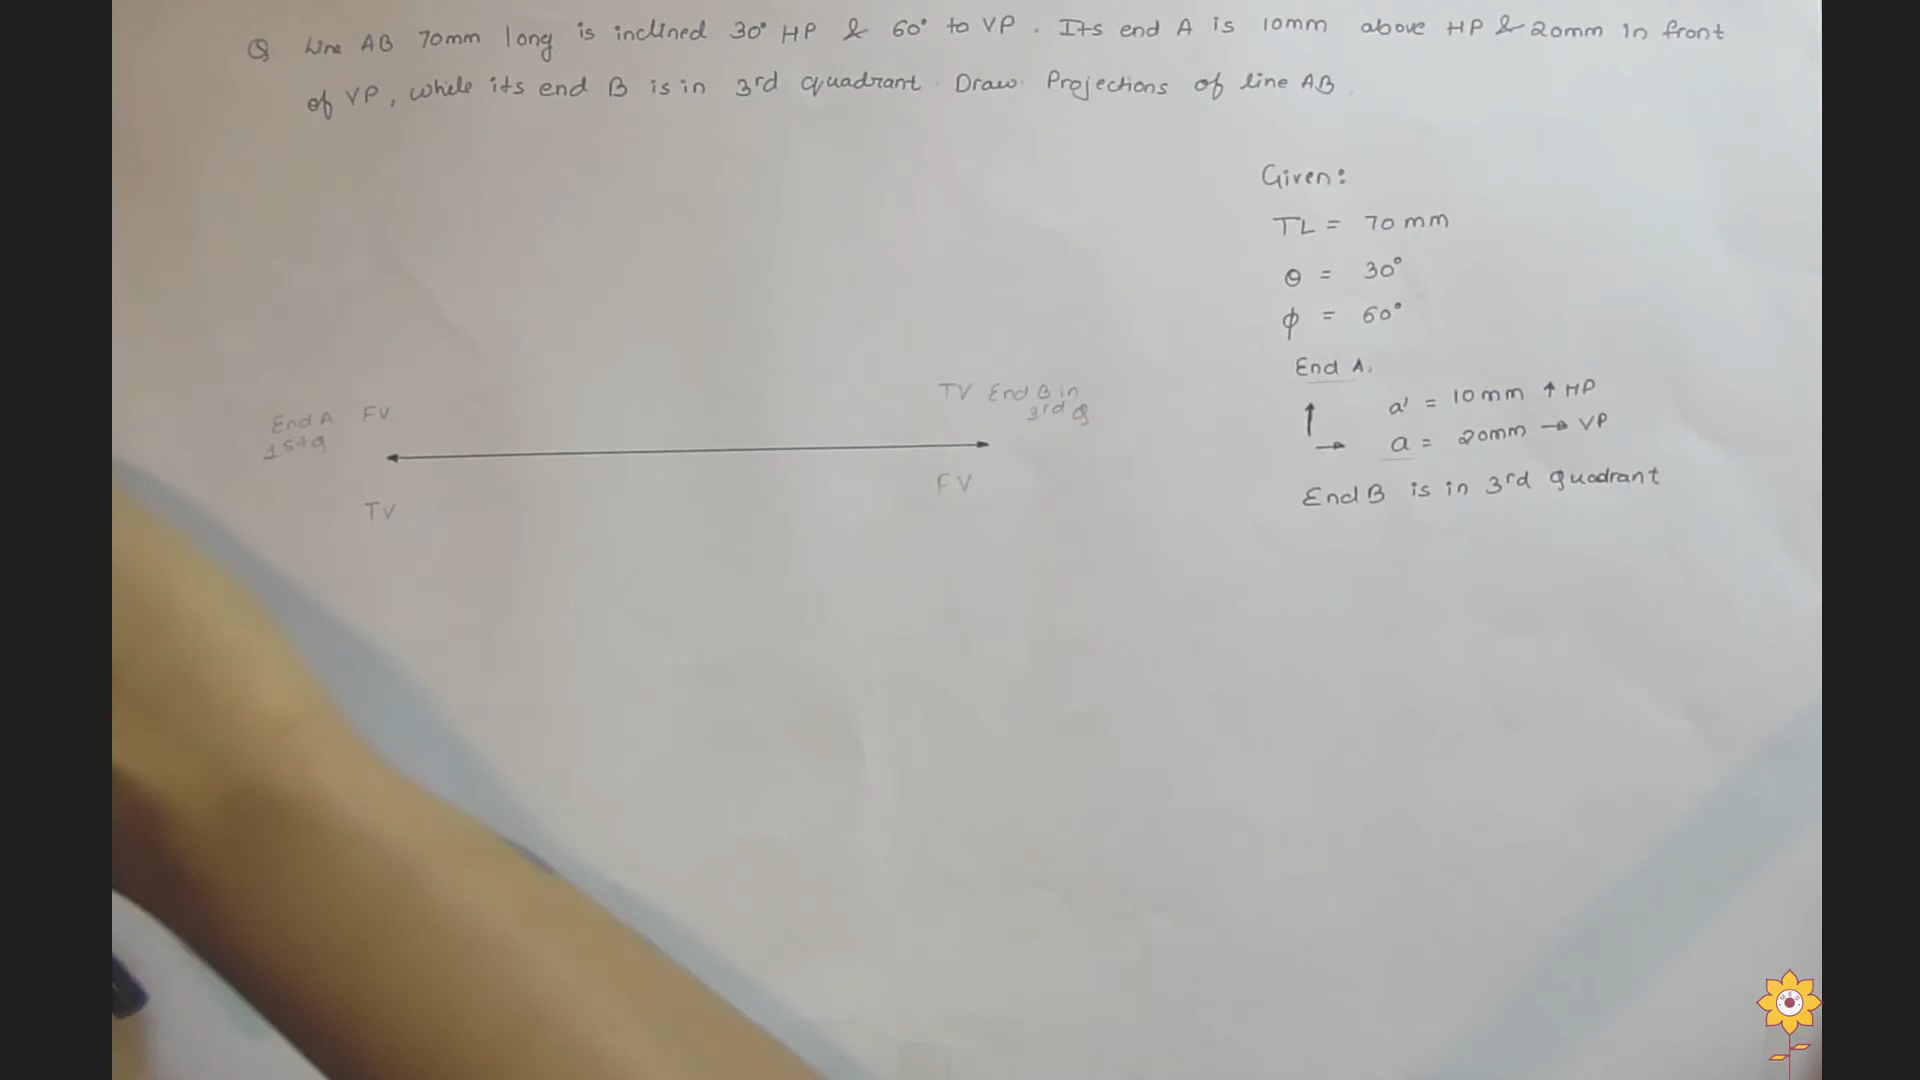 Q Line AB 70mm long is inclined 30° HP & 60° to VP. Its end A is 10mm above HP & 20mm in front
of VP, while its end B is in 3rd quadrant. Draw Projections of line AB.
Given:
TL = 70 mm
θ = 30°
ϕ = 60°
End A.
a' = 10mm ↑ HP
→ a = 20mm → VP
End B is in 3rd quadrant
End A FV
1st Q
TV End B in
3rd Q
FV
TV